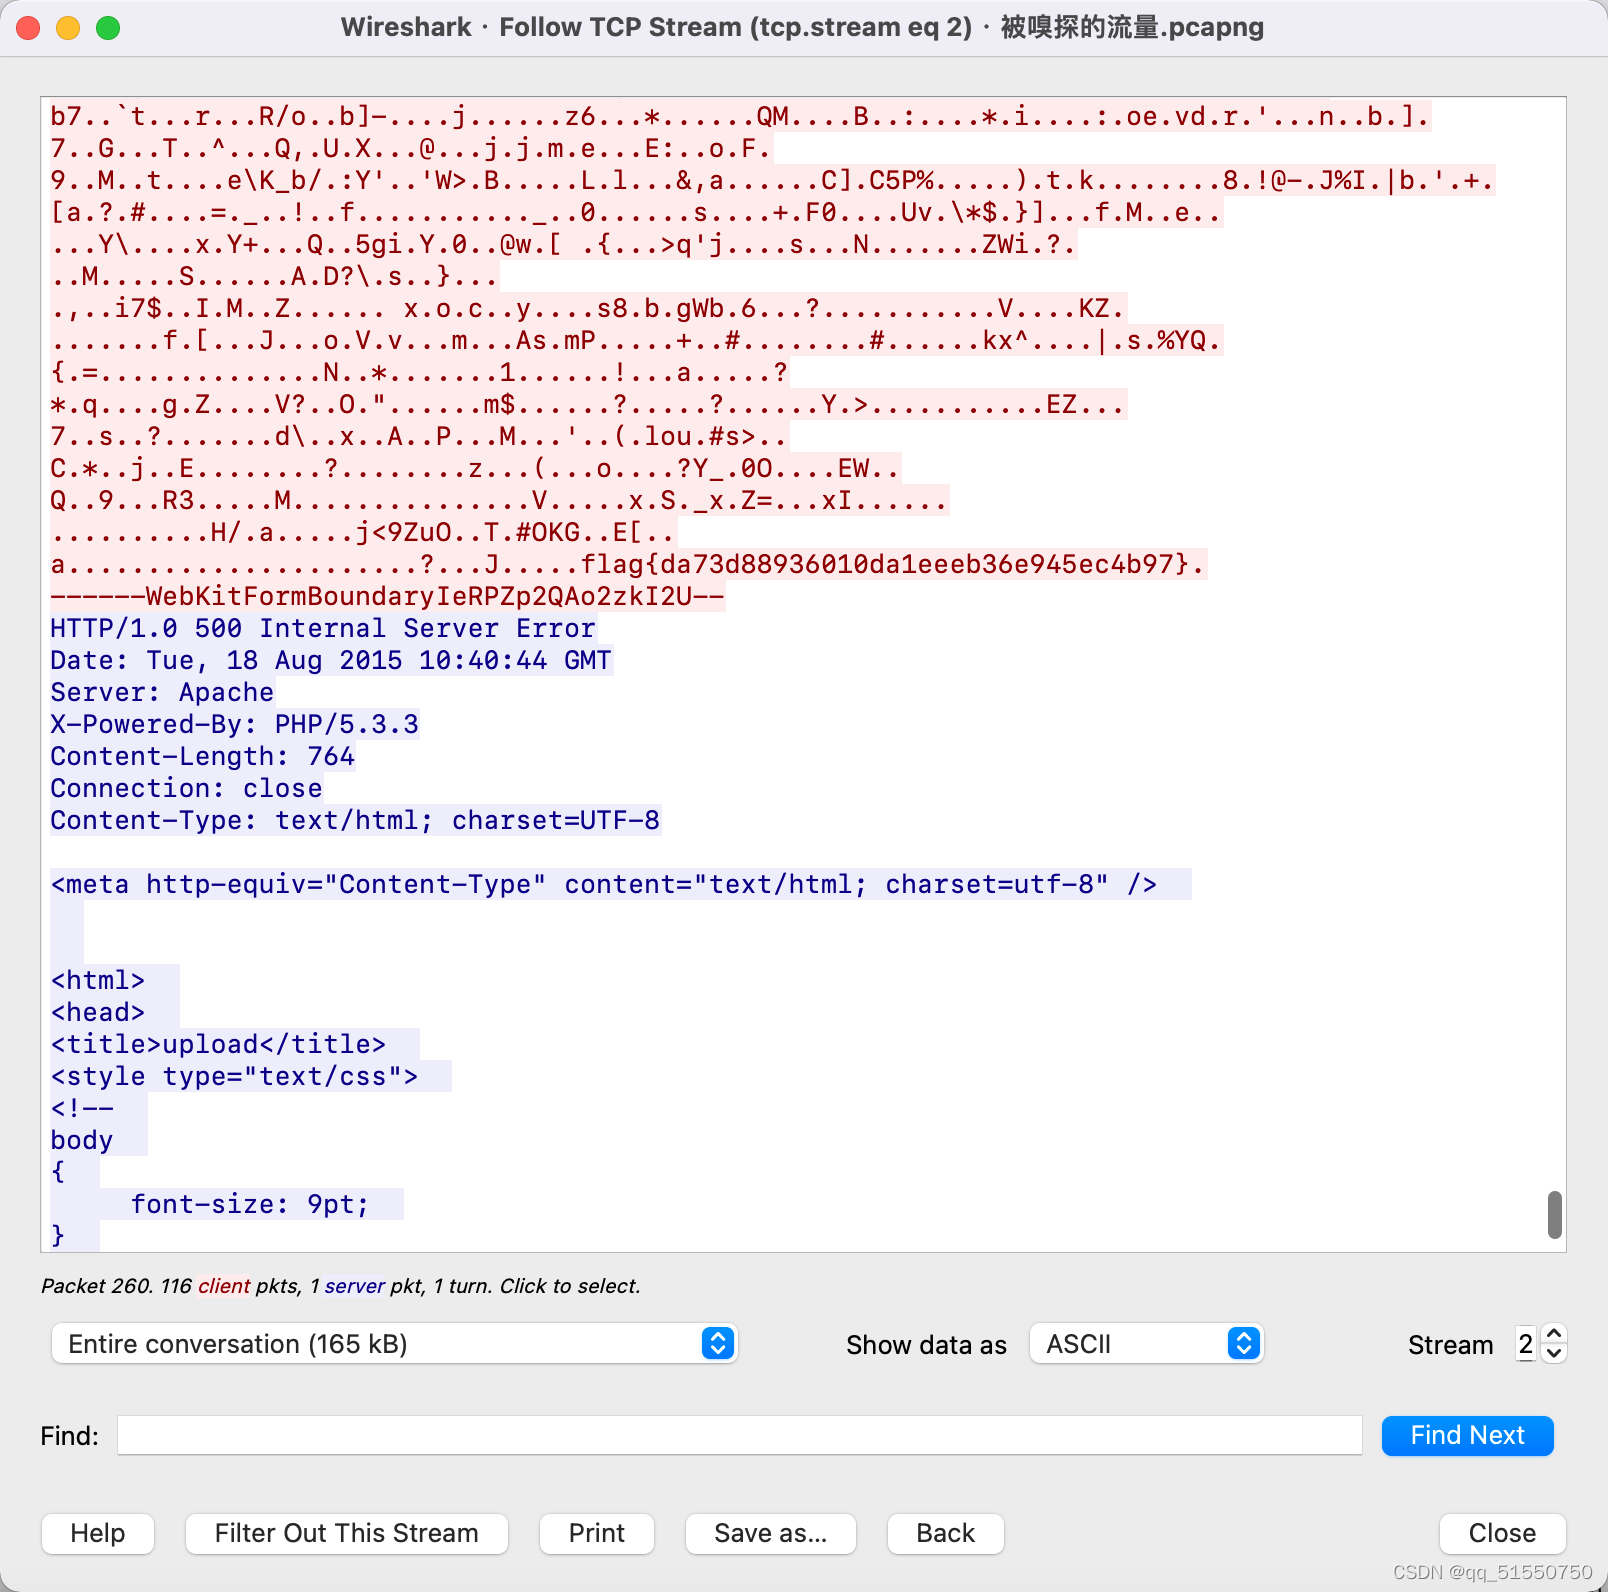 Wireshark · Follow TCP Stream (tcp.stream eq 2) · 被嗅探的流量.pcapng
b7..`t...r...R/o..b]-....j......z6...*......QM....B..:....*.i....:.oe.vd.r.'...n..b.].
7..G...T..^...Q,.U.X...@...j.j.m.e...E:..o.F.
9..M..t....e\K_b/.:Y'..'W>.B.....L.l...&,a......C].C5P%.....).t.k........8.!@-.J%I.|b.'.+.
[a.?.#....=._..!..f..........._..0......s....+.F0....Uv.\*$.}]...f.M..e..
...Y\....x.Y+...Q..5gi.Y.0..@w.[ .{...>q'j....s...N.......ZWi.?.
..M.....S......A.D?\.s..}...
.,..i7$..I.M..Z...... x.o.c..y....s8.b.gWb.6...?...........V....KZ.
.......f.[...J...o.V.v...m...As.mP.....+..#........#......kx^....|.s.%YQ.
{.=..............N..*.......1......!...a.....?
*.q....g.Z....V?..O."......m$......?.....?......Y.>...........EZ...
7..s..?.......d\..x..A..P...M...'..(.lou.#s>..
C.*..j..E........?........z...(...o....?Y_.0O....EW..
Q..9...R3.....M...............V.....x.S._x.Z=...xI......
..........H/.a.....j<9ZuO..T.#OKG..E[..
a......................?...J.....flag{da73d88936010da1eeeb36e945ec4b97}.
------WebKitFormBoundaryIeRPZp2QAo2zkI2U--
HTTP/1.0 500 Internal Server Error
Date: Tue, 18 Aug 2015 10:40:44 GMT
Server: Apache
X-Powered-By: PHP/5.3.3
Content-Length: 764
Connection: close
Content-Type: text/html; charset=UTF-8
<meta http-equiv="Content-Type" content="text/html; charset=utf-8" />
<html>
<head>
<title>upload</title>
<style type="text/css">
<!--
body
{
font-size: 9pt;
}
Packet 260. 116 client pkts, 1 server pkt, 1 turn. Click to select.
Entire conversation (165 kB) Show data as ASCII Stream 2
Find: Find Next
Help Filter Out This Stream Print Save as... Back Close
CSDN @qq_51550750